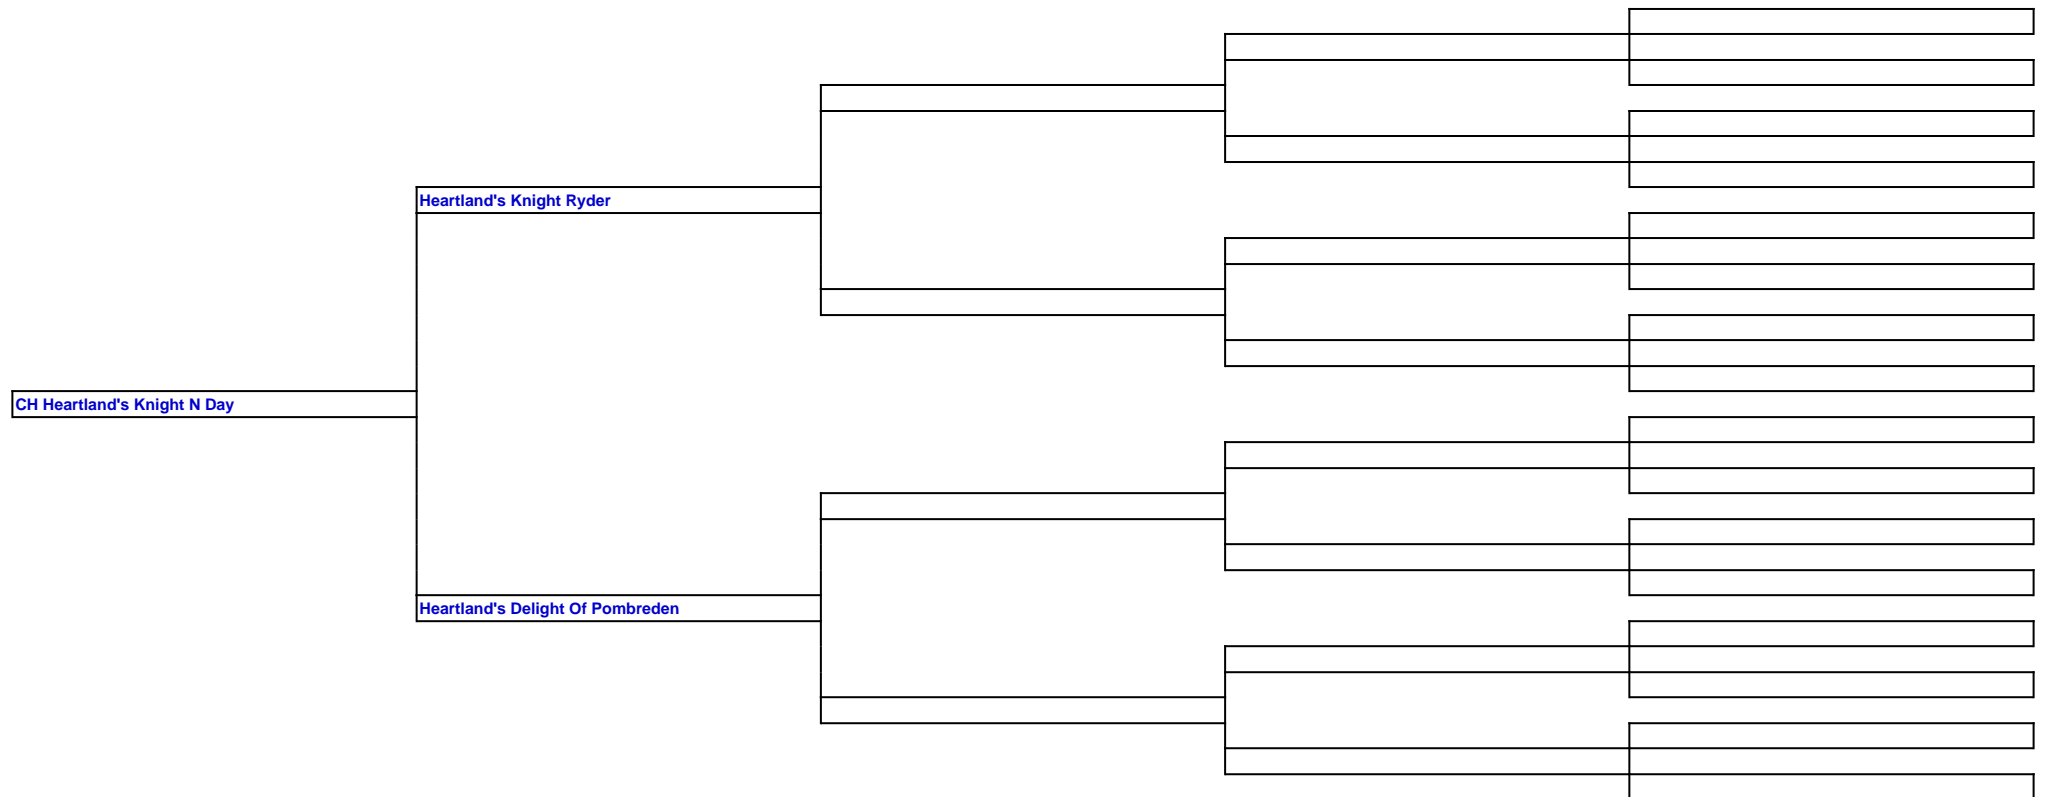 Heartland's Knight Ryder
CH Heartland's Knight N Day
Heartland's Delight Of Pombreden